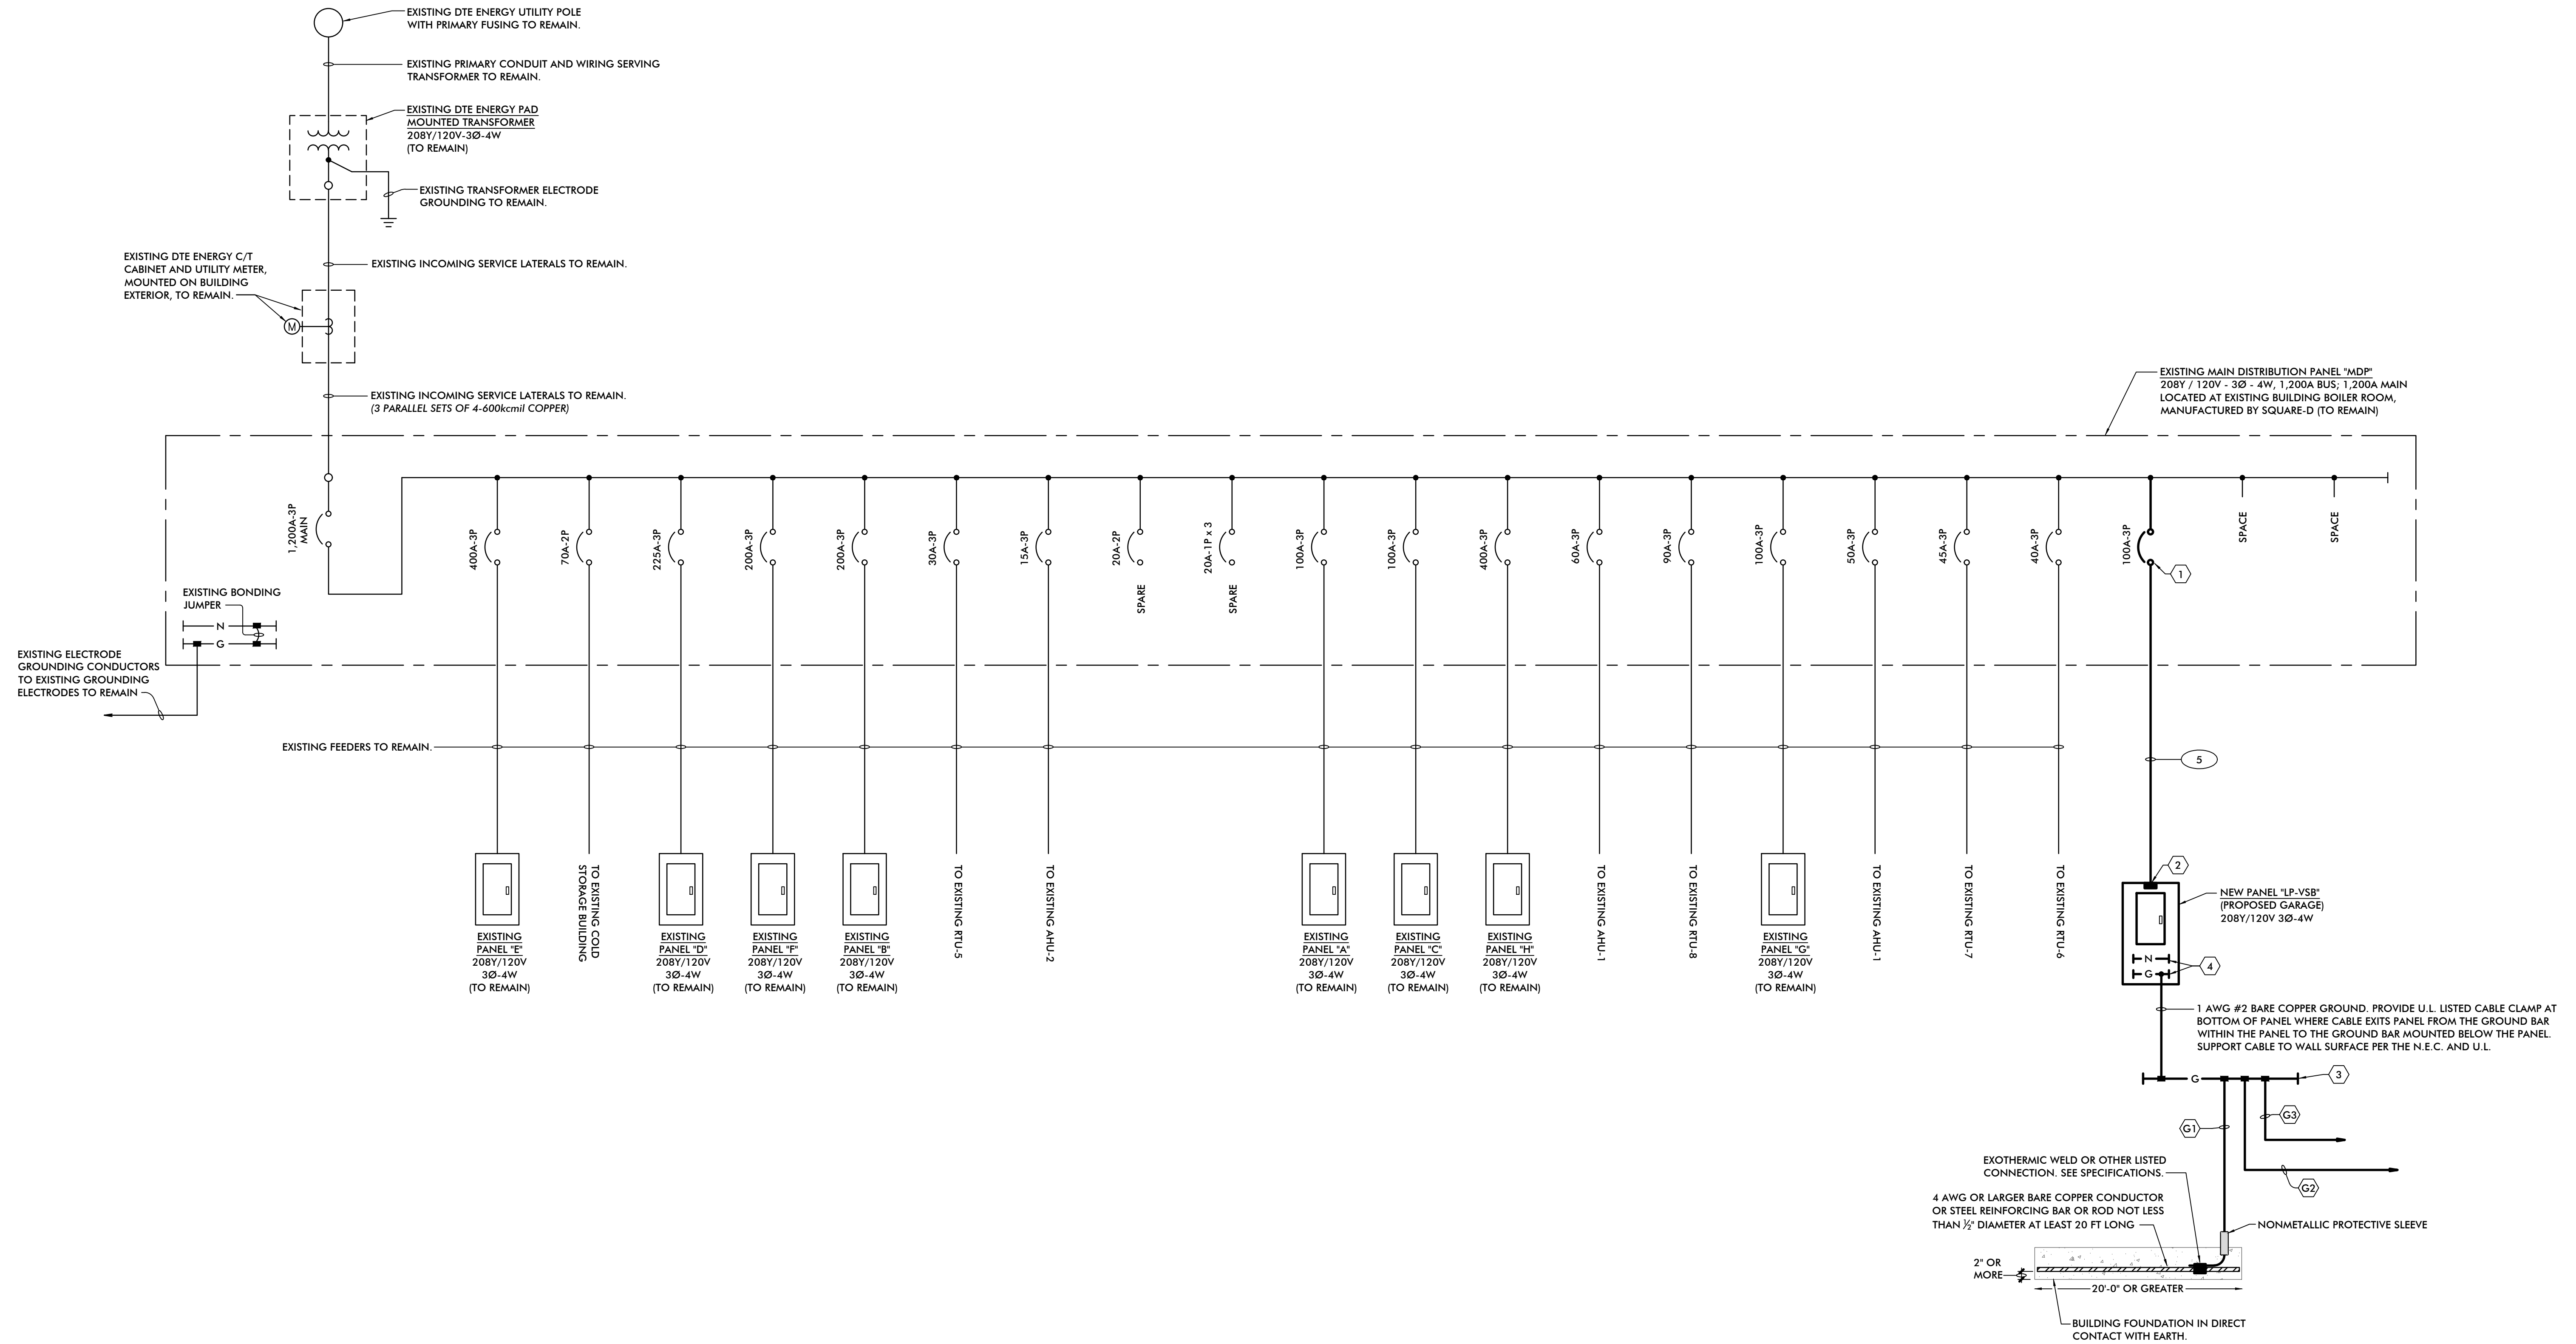 EXISTING DTE ENERGY UTILITY POLE
WITH PRIMARY FUSING TO REMAIN.
EXISTING PRIMARY CONDUIT AND WIRING SERVING
TRANSFORMER TO REMAIN.
EXISTING DTE ENERGY PAD
MOUNTED TRANSFORMER
208Y/120V-3Ø-4W
(TO REMAIN)
EXISTING TRANSFORMER ELECTRODE
GROUNDING TO REMAIN.
EXISTING DTE ENERGY C/T
CABINET AND UTILITY METER,
MOUNTED ON BUILDING
EXTERIOR, TO REMAIN.
EXISTING INCOMING SERVICE LATERALS TO REMAIN.
M
EXISTING INCOMING SERVICE LATERALS TO REMAIN.
(3 PARALLEL SETS OF 4-600kcmil COPPER)
EXISTING MAIN DISTRIBUTION PANEL "MDP"
208Y / 120V - 3Ø - 4W, 1,200A BUS; 1,200A MAIN
LOCATED AT EXISTING BUILDING BOILER ROOM,
MANUFACTURED BY SQUARE-D (TO REMAIN)
1,200A-3P
MAIN
400A-3P
70A-2P
225A-3P
200A-3P
200A-3P
30A-3P
15A-3P
20A-2P
SPARE
20A-1P x 3
SPARE
100A-3P
100A-3P
400A-3P
60A-3P
90A-3P
100A-3P
50A-3P
45A-3P
40A-3P
100A-3P
1
SPACE
SPACE
EXISTING BONDING
JUMPER
N
G
EXISTING ELECTRODE
GROUNDING CONDUCTORS
TO EXISTING GROUNDING
ELECTRODES TO REMAIN
EXISTING FEEDERS TO REMAIN.
5
EXISTING
PANEL "E"
208Y/120V
3Ø-4W
(TO REMAIN)
TO EXISTING COLD
STORAGE BUILDING
EXISTING
PANEL "D"
208Y/120V
3Ø-4W
(TO REMAIN)
EXISTING
PANEL "F"
208Y/120V
3Ø-4W
(TO REMAIN)
EXISTING
PANEL "B"
208Y/120V
3Ø-4W
(TO REMAIN)
TO EXISTING RTU-5
TO EXISTING AHU-2
EXISTING
PANEL "A"
208Y/120V
3Ø-4W
(TO REMAIN)
EXISTING
PANEL "C"
208Y/120V
3Ø-4W
(TO REMAIN)
EXISTING
PANEL "H"
208Y/120V
3Ø-4W
(TO REMAIN)
TO EXISTING AHU-1
TO EXISTING RTU-8
EXISTING
PANEL "G"
208Y/120V
3Ø-4W
(TO REMAIN)
TO EXISTING AHU-1
TO EXISTING RTU-7
TO EXISTING RTU-6
2
NEW PANEL "LP-VSB"
(PROPOSED GARAGE)
208Y/120V 3Ø-4W
N
G
4
1 AWG #2 BARE COPPER GROUND. PROVIDE U.L. LISTED CABLE CLAMP AT
BOTTOM OF PANEL WHERE CABLE EXITS PANEL FROM THE GROUND BAR
WITHIN THE PANEL TO THE GROUND BAR MOUNTED BELOW THE PANEL.
SUPPORT CABLE TO WALL SURFACE PER THE N.E.C. AND U.L.
G
3
G3
G1
G2
EXOTHERMIC WELD OR OTHER LISTED
CONNECTION. SEE SPECIFICATIONS.
4 AWG OR LARGER BARE COPPER CONDUCTOR
OR STEEL REINFORCING BAR OR ROD NOT LESS
THAN ½" DIAMETER AT LEAST 20 FT LONG
NONMETALLIC PROTECTIVE SLEEVE
2" OR
MORE
20'-0" OR GREATER
BUILDING FOUNDATION IN DIRECT
CONTACT WITH EARTH.